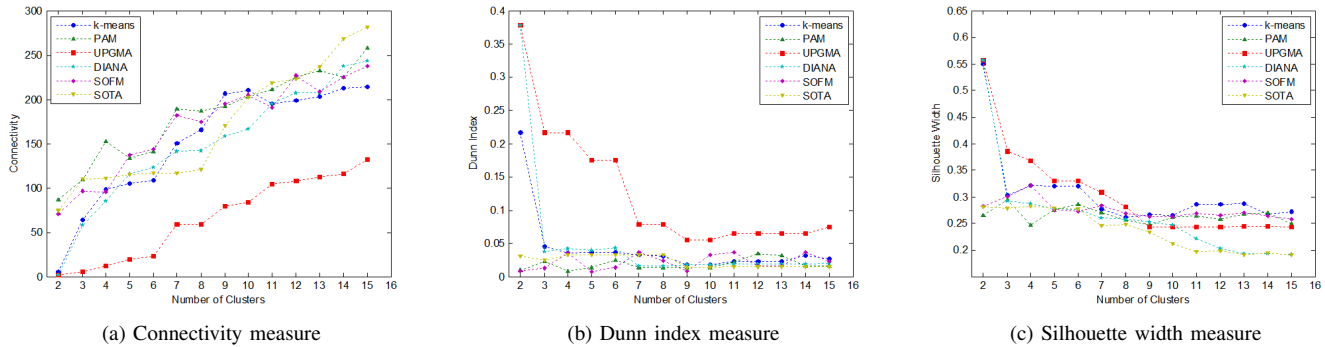 300
250
200
150
100
50
0
Connectivity
2 3 4 5 6 7 8 9 10 11 12 13 14 15 16
Number of Clusters
k-means
PAM
UPGMA
DIANA
SOFM
SOTA
(a) Connectivity measure
0.4
0.35
0.3
0.25
0.2
0.15
0.1
0.05
0
Dunn Index
2 3 4 5 6 7 8 9 10 11 12 13 14 15 16
Number of Clusters
k-means
PAM
UPGMA
DIANA
SOFM
SOTA
(b) Dunn index measure
0.65
0.6
0.55
0.5
0.45
0.4
0.35
0.3
0.25
0.2
Silhouette Width
2 3 4 5 6 7 8 9 10 11 12 13 14 15 16
Number of Clusters
k-means
PAM
UPGMA
DIANA
SOFM
SOTA
(c) Silhouette width measure